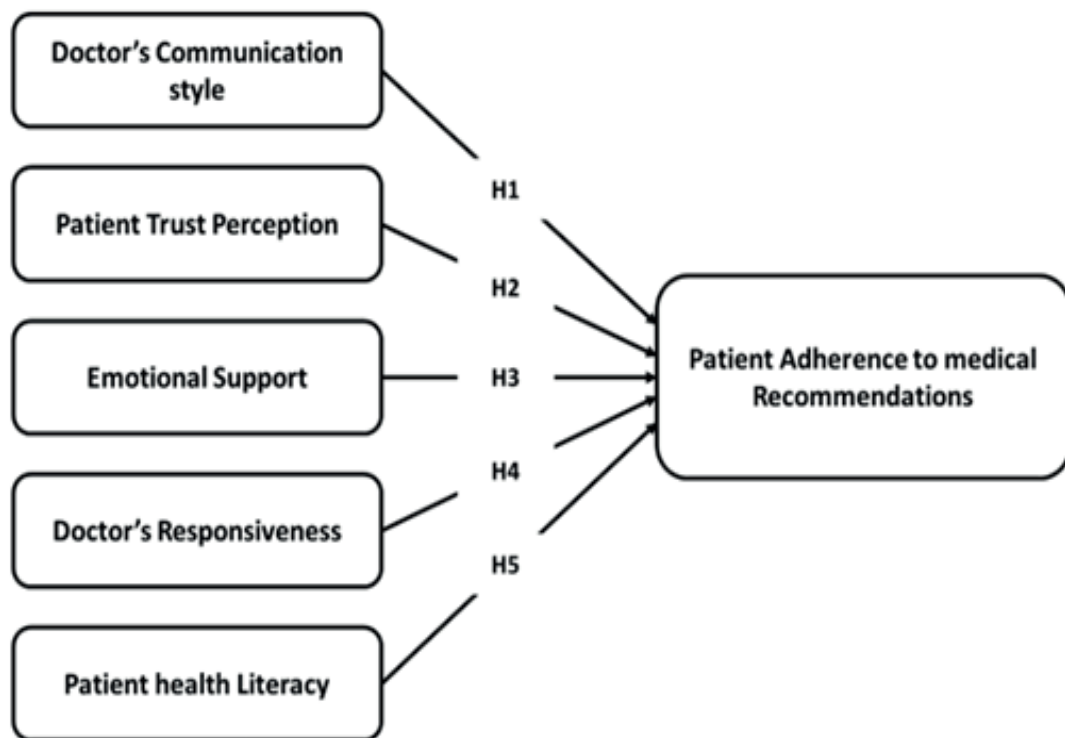 Doctor's Communication
style
H1
Patient Trust Perception
H2
Patient Adherence to medical
Recommendations
Emotional Support
H3
H4
Doctor's Responsiveness
H5
Patient health Literacy